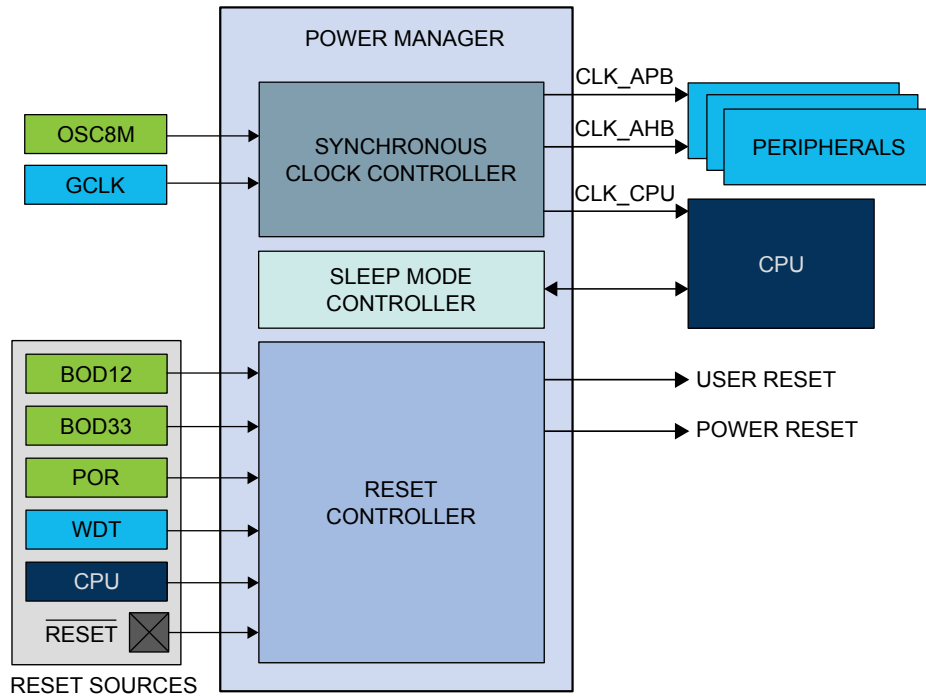 POWER MANAGER
CLK_APB
OSC8M
SYNCHRONOUS
CLOCK CONTROLLER
CLK_AHB
PERIPHERALS
GCLK
CLK_CPU
CPU
SLEEP MODE
CONTROLLER
BOD12
USER RESET
BOD33
POWER RESET
POR
RESET
CONTROLLER
WDT
CPU
RESET
RESET SOURCES